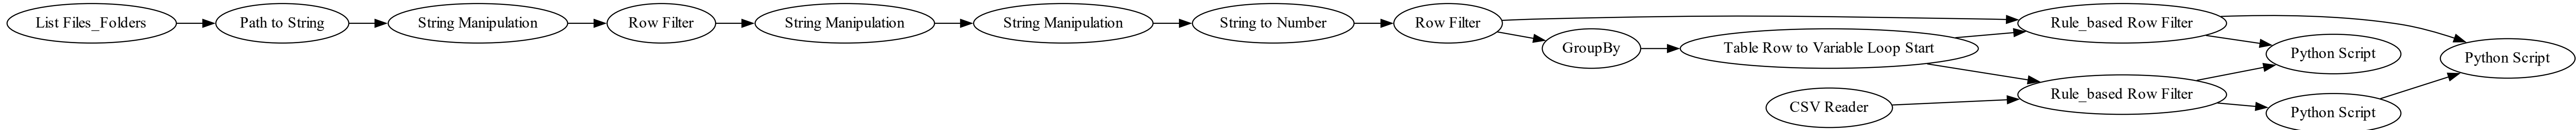 List Files_Folders
Path to String
String Manipulation
Row Filter
String Manipulation
String Manipulation
String to Number
Row Filter
GroupBy
Table Row to Variable Loop Start
CSV Reader
Rule_based Row Filter
Rule_based Row Filter
Python Script
Python Script
Python Script